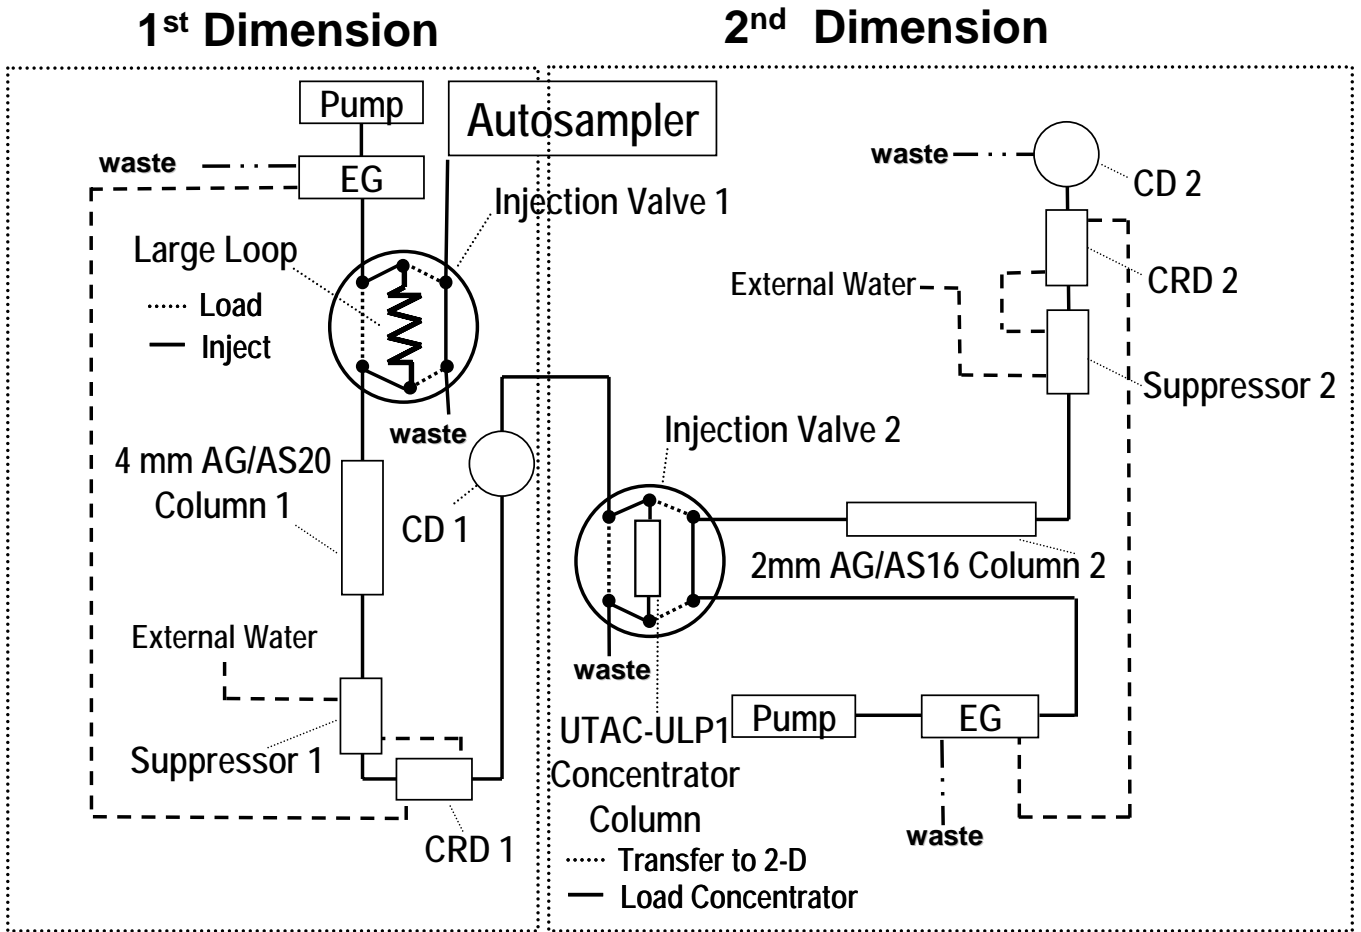 1st Dimension
2nd Dimension
Pump
Autosampler
waste
EG
Injection Valve 1
Large Loop
Load
Inject
waste
4 mm AG/AS20
Column 1
CD 1
External Water
Suppressor 1
CRD 1
waste
CD 2
CRD 2
External Water
Suppressor 2
Injection Valve 2
2mm AG/AS16 Column 2
waste
UTAC-ULP1
Concentrator
Column
Pump
EG
waste
Transfer to 2-D
Load Concentrator